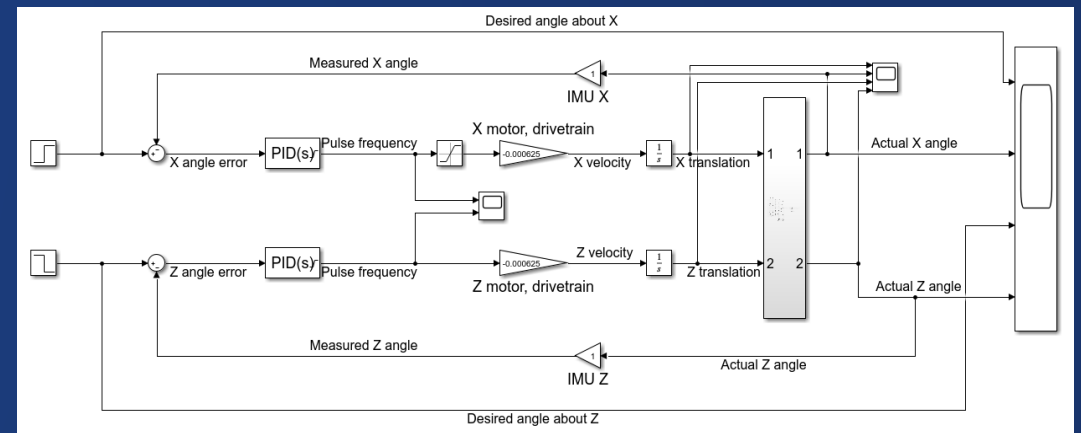 Desired angle about X
Measured X angle
1
IMU X
X motor, drivetrain
Pulse frequency
PID(s)
-0.000625
1
s
1
1
Actual X angle
X angle error
X velocity
X translation
Z velocity
PID(s)
-0.000625
1
s
2
2
Z angle error
Pulse frequency
Z translation
Z motor, drivetrain
Actual Z angle
Measured Z angle
1
Actual Z angle
IMU Z
Desired angle about Z